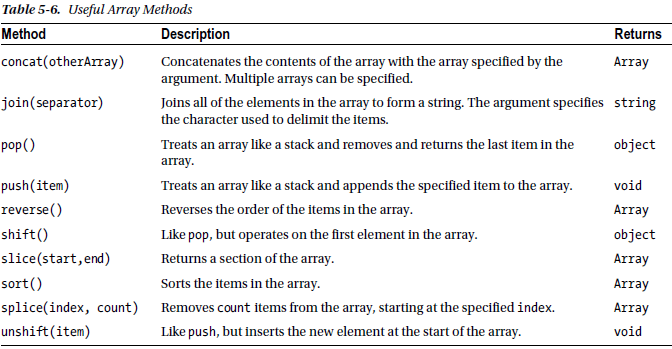 Table 5-6. Useful Array Methods
Method Description Returns
concat(otherArray) Concatenates the contents of the array with the array specified by the Array
argument. Multiple arrays can be specified.
join(separator) Joins all of the elements in the array to form a string. The argument specifies string
the character used to delimit the items.
pop() Treats an array like a stack and removes and returns the last item in the object
array.
push(item) Treats an array like a stack and appends the specified item to the array. void
reverse() Reverses the order of the items in the array. Array
shift() Like pop, but operates on the first element in the array. object
slice(start,end) Returns a section of the array. Array
sort() Sorts the items in the array. Array
splice(index, count) Removes count items from the array, starting at the specified index. Array
unshift(item) Like push, but inserts the new element at the start of the array. void